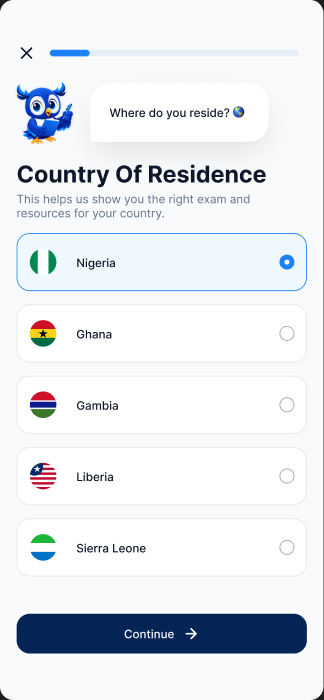 Where do you reside? 🌎
Country Of Residence
This helps us show you the right exam and
resources for your country.
Nigeria
Ghana
Gambia
Liberia
Sierra Leone
Continue →